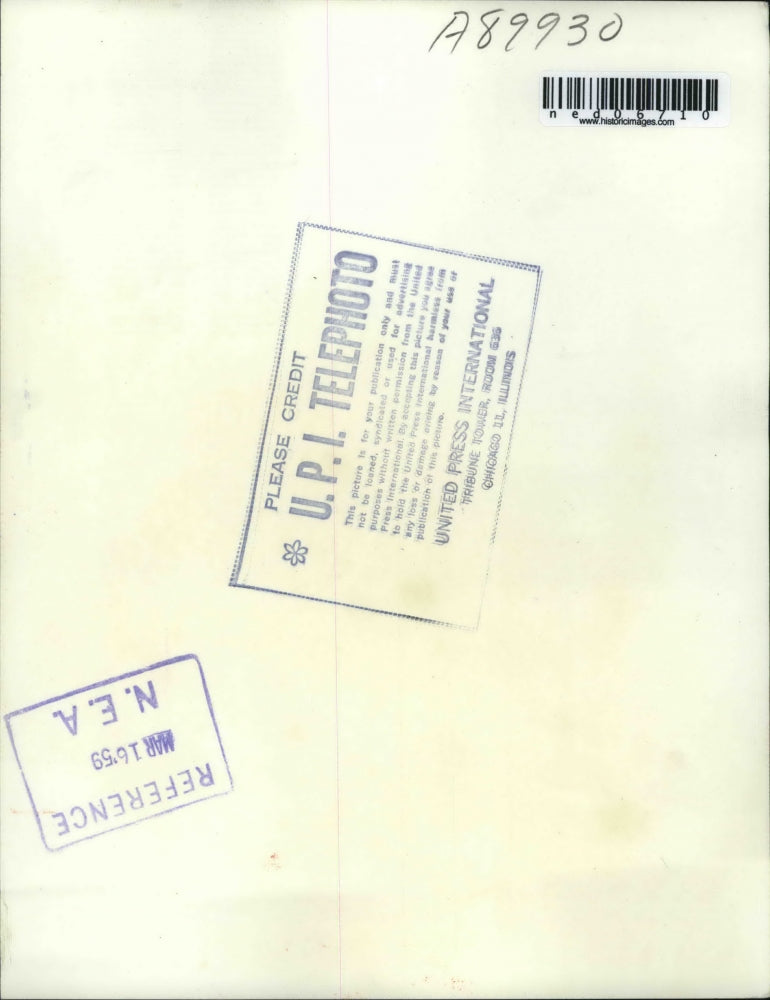 A89930
ned06710
www.historicimages.com
PLEASE CREDIT
U. P. I. TELEPHOTO
This picture is for your publication only and must
not be loaned, syndicated or used for advertising
purposes without written permission from the United
Press International. By accepting this picture you agree
to hold the United Press International harmless from
any loss or damage arising by reason of your use or
publication of this picture.
UNITED PRESS INTERNATIONAL
TRIBUNE TOWER, ROOM 636
CHICAGO 11, ILLINOIS
REFERENCE
MAR 16 '59
N. E. A.